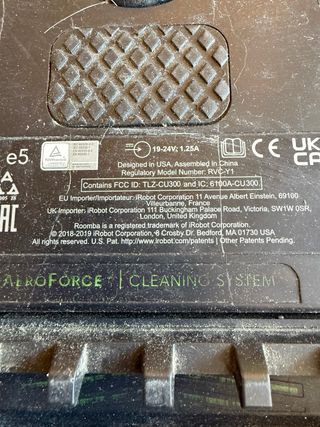 19-24V; 1.25A
e5
Designed in USA, Assembled in China
Regulatory Model Number: RVC-Y1
Contains FCC ID: TLZ-CU300 and IC: 6100A-CU300.
UK
CA
EU Importer: iRobot Corporation 11 Avenue Albert Einstein, 69100
Villeurbanne, France
UK Importer: iRobot Corporation 111 Buckingham Palace Road, Victoria, SW1W 0SR,
London, United Kingdom
Roomba is a registered trademark of iRobot Corporation.
© 2018-2019 iRobot Corporation, 8 Crosby Dr. Bedford, MA 01730 USA
All rights reserved. U.S. Pat. http://www.irobot.com/patents | Other Patents Pending.
AEROFORCE | CLEANING SYSTEM